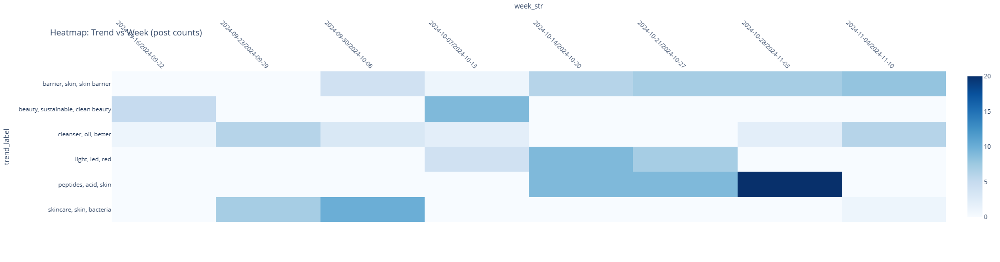 week_str
Heatmap: Trend vs Week (post counts)
2024-09-16/2024-09-22
2024-09-23/2024-09-29
2024-09-30/2024-10-06
2024-10-07/2024-10-13
2024-10-14/2024-10-20
2024-10-21/2024-10-27
2024-10-28/2024-11-03
2024-11-04/2024-11-10
trend_label
barrier, skin, skin barrier
beauty, sustainable, clean beauty
cleanser, oil, better
light, led, red
peptides, acid, skin
skincare, skin, bacteria
20
15
10
5
0